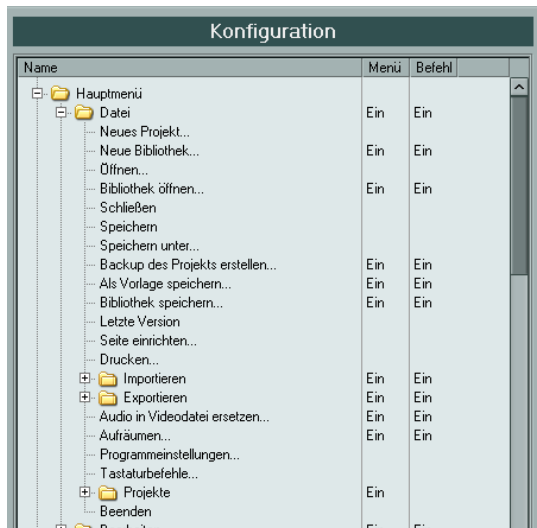 Konfiguration
Name Menü Befehl
Hauptmenü
Datei Ein Ein
Neues Projekt...
Neue Bibliothek... Ein Ein
Öffnen...
Bibliothek öffnen... Ein Ein
Schließen
Speichern
Speichern unter...
Backup des Projekts erstellen... Ein Ein
Als Vorlage speichern... Ein Ein
Bibliothek speichern... Ein Ein
Letzte Version
Seite einrichten...
Drucken...
Importieren Ein Ein
Exportieren Ein Ein
Audio in Videodatei ersetzen... Ein Ein
Aufräumen... Ein Ein
Programmeinstellungen...
Tastaturbefehle...
Projekte Ein
Beenden